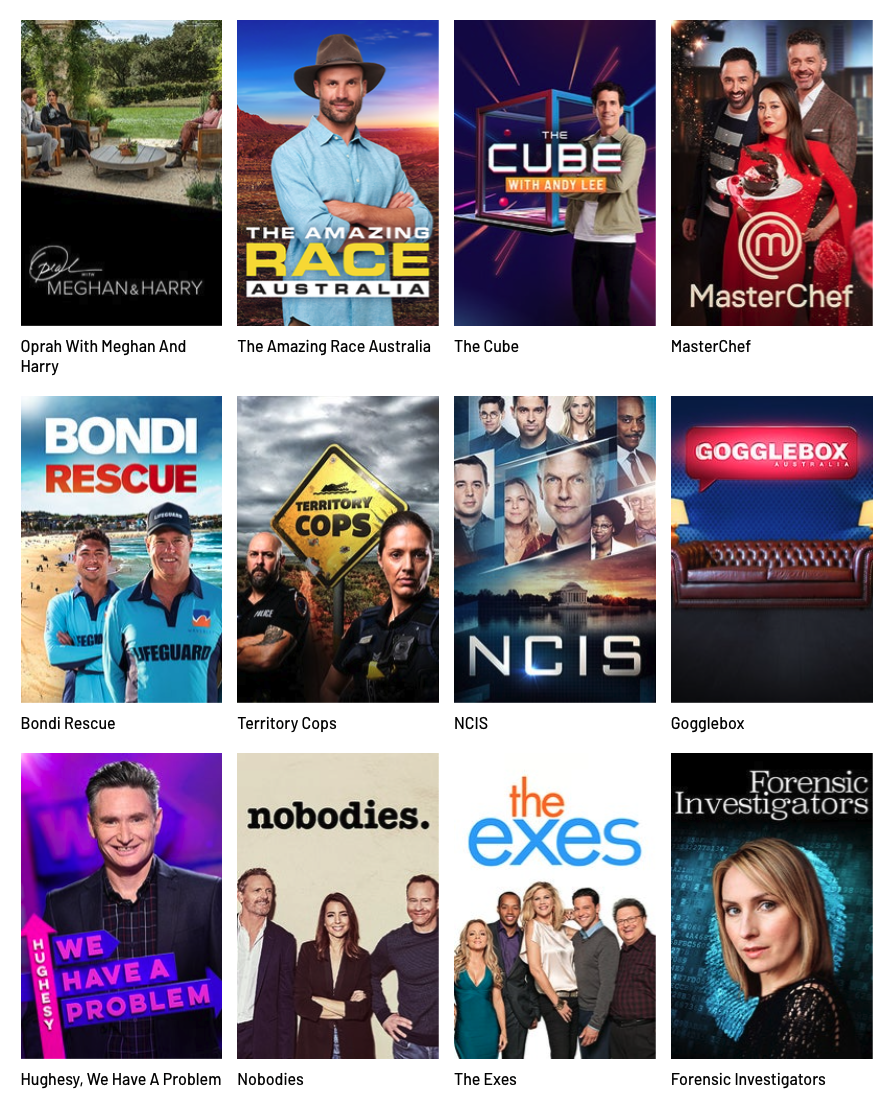 Oprah
WITH
MEGHAN & HARRY
THE AMAZING
RACE
AUSTRALIA
THE
CUBE
WITH ANDY LEE
m
MasterChef
Oprah With Meghan And
Harry
The Amazing Race Australia
The Cube
MasterChef
BONDI
RESCUE
LIFEGUARD
LIFEGUARD
TERRITORY
COPS
POLICE
NCIS
GOGGLEBOX
AUSTRALIA
Bondi Rescue
Territory Cops
NCIS
Gogglebox
HUGHESY
WE
HAVE A
PROBLEM
nobodies.
the
exes
Forensic
Investigators
Hughesy, We Have A Problem
Nobodies
The Exes
Forensic Investigators